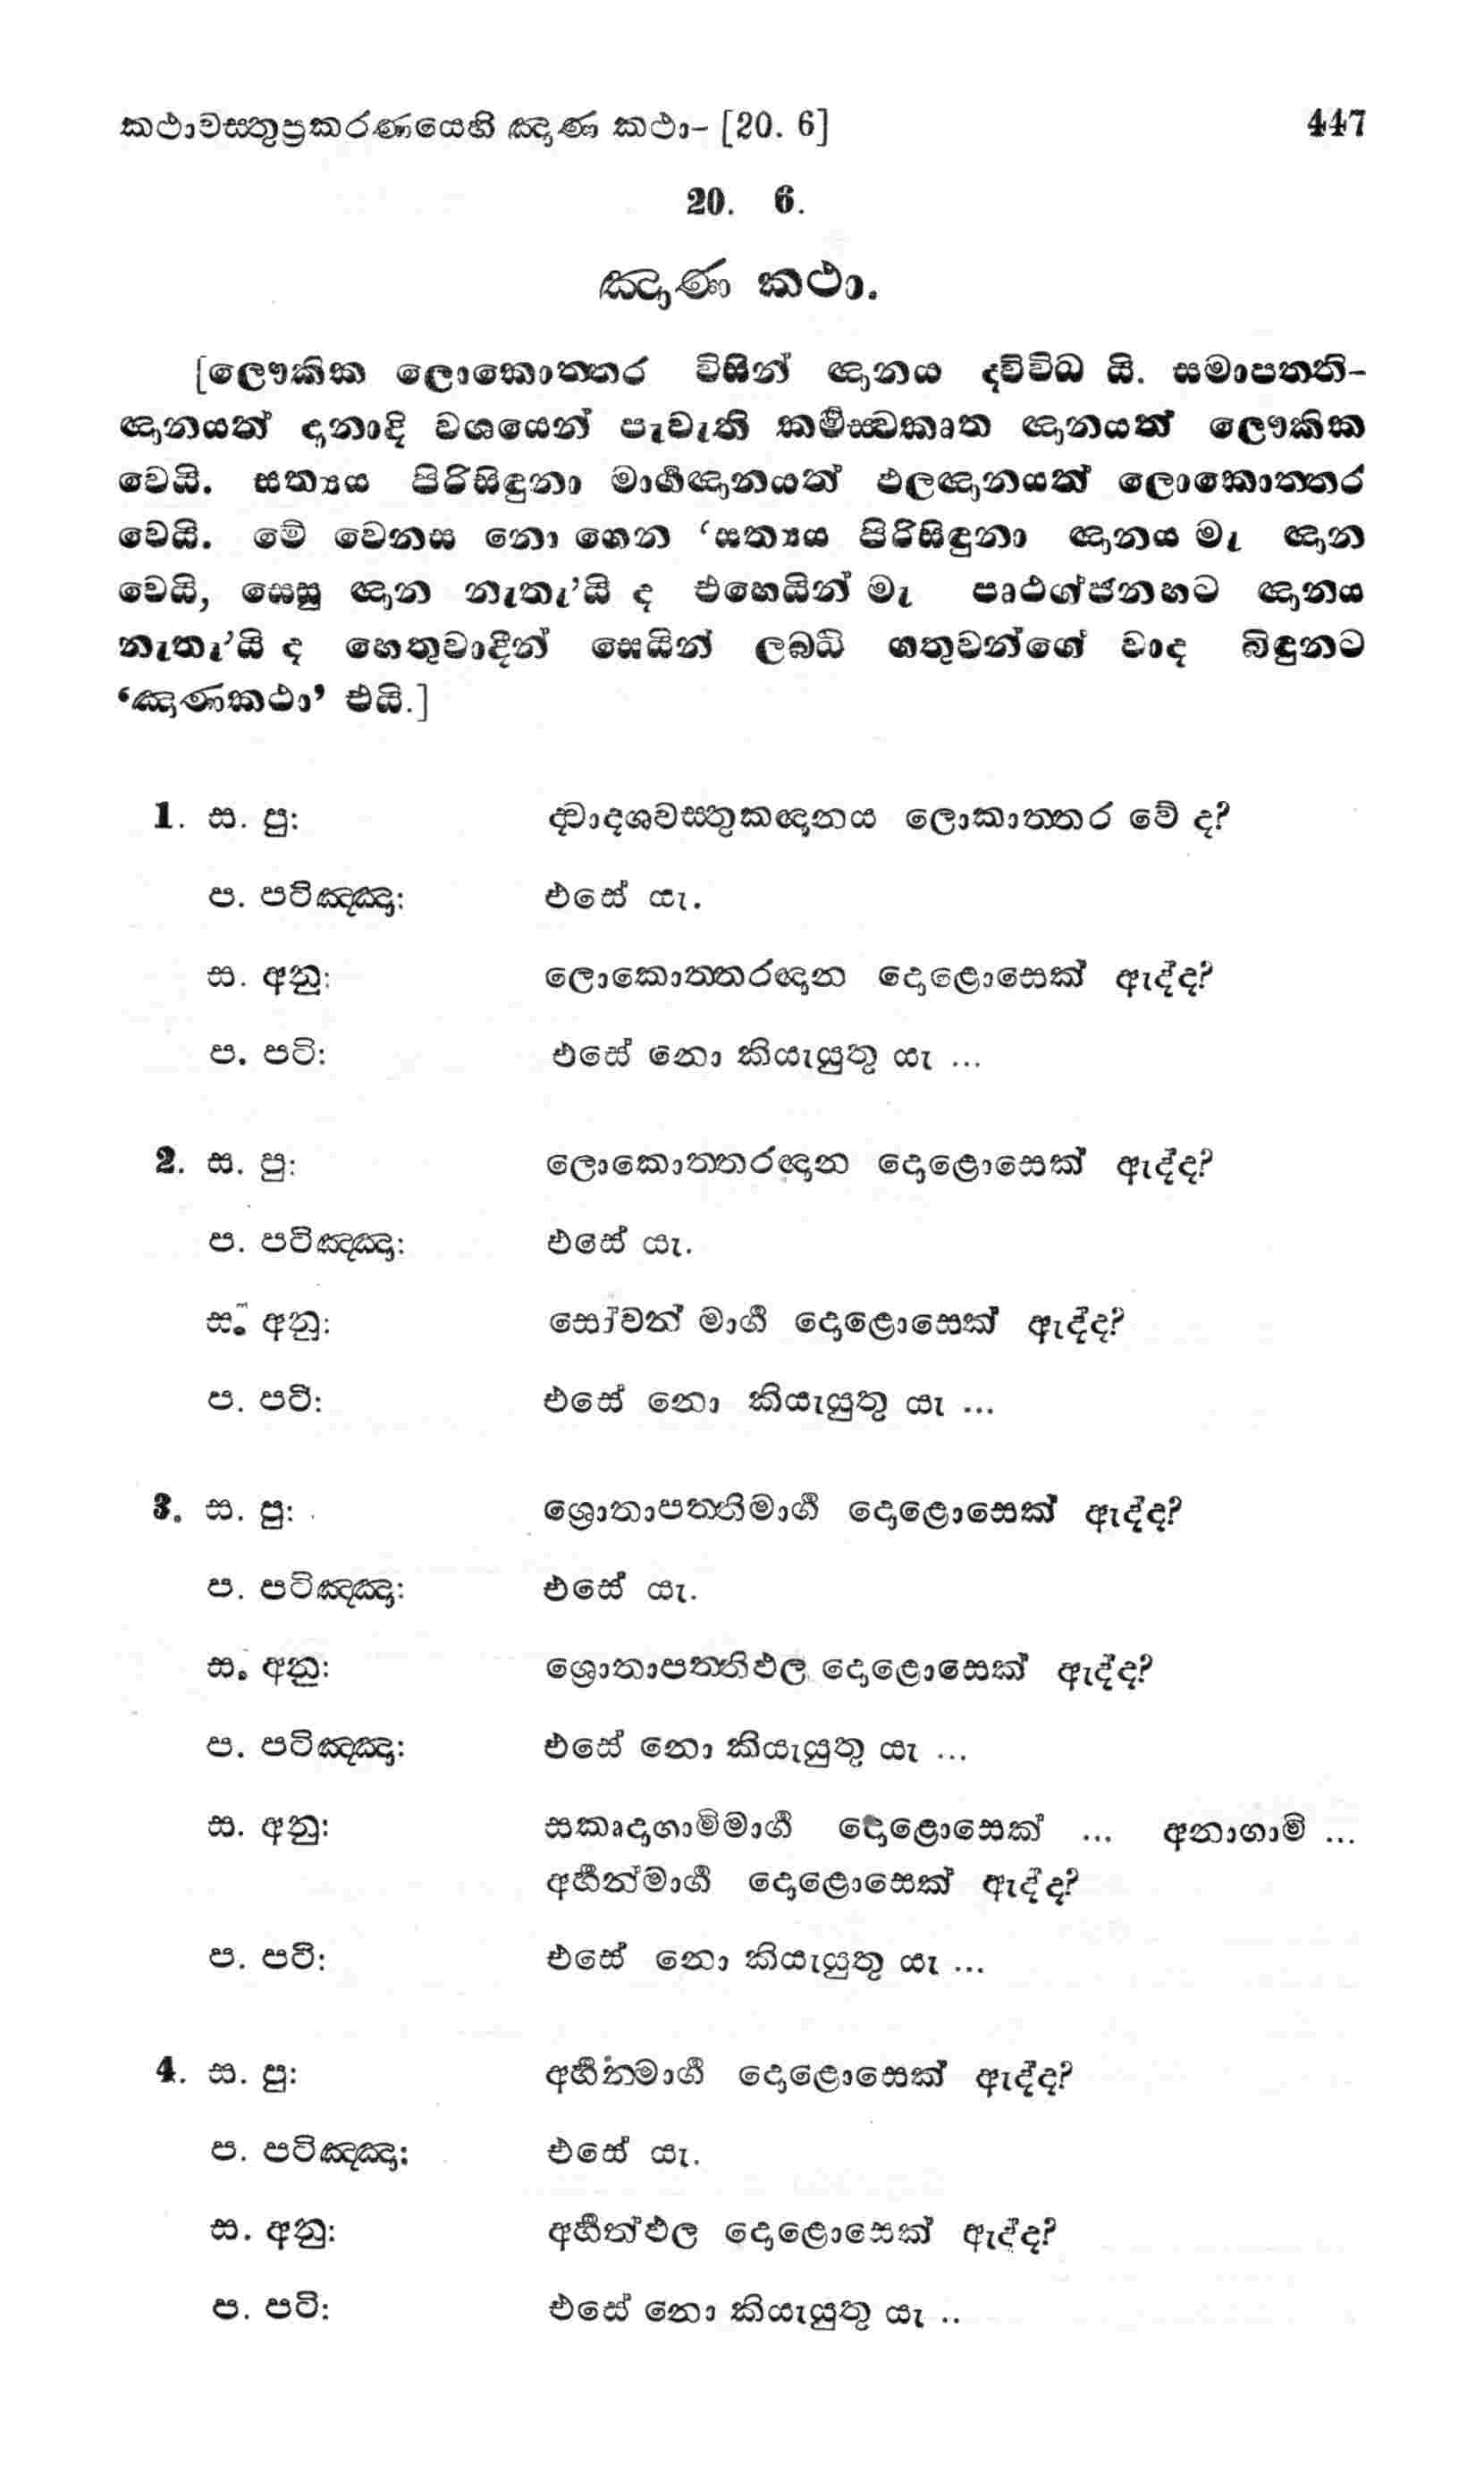 කථාවස්තුප්‍රකරණයෙහි ඤාණ කථා- [20. 6] 447
20. 6.
ඤාණ කථා.
[ලෞකික ලොකොත්තර විසින් ඥානය ද්විවිධ යි. සමාපත්ති-
ඥානයත් දානාදි වශයෙන් පැවැති කර්මස්වකෘත ඥානයත් ලෞකික
වෙයි. සත්‍යය පිරිසිඳුනා මාර්ගඥානයත් ඵලඥානයත් ලොකොත්තර
වෙයි. මේ වෙනස නො ගෙන ‘සත්‍යය පිරිසිඳුනා ඥානය මැ ඥාන
වෙයි, සෙසු ඥාන නැතැ’යි ද එහෙයින් මැ පෘථග්ජනහට ඥානය
නැතැ’යි ද හෙතුවාදීන් සෙයින් ලබ්ධි ගතුවන්ගේ වාද බිඳුනට
‘ඤාණකථා’ එයි.]
1. ස. පු: ද්වාදශවස්තුකඥානය ලොකාත්තර වේ ද?
ප. පටිඤ්ඤා: එසේ යැ.
ස. අනු: ලොකොත්තරඥාන දොළොසෙක් ඇද්ද?
ප. පටි: එසේ නො කියැයුතු යැ ...
2. ස. පු: ලොකොත්තරඥාන දොළොසෙක් ඇද්ද?
ප. පටිඤ්ඤා: එසේ යැ.
ස. අනු: සෝවන් මාර්ග දොළොසෙක් ඇද්ද?
ප. පටි: එසේ නො කියැයුතු යැ ...
3. ස. පු: ශ්‍රොතාපත්තිමාර්ග දොළොසෙක් ඇද්ද?
ප. පටිඤ්ඤා: එසේ යැ.
ස. අනු: ශ්‍රොතාපත්තිඵල දොළොසෙක් ඇද්ද?
ප. පටිඤ්ඤා: එසේ නො කියැයුතු යැ ...
ස. අනු: සකෘදාගාමිමාර්ග දොළොසෙක් ... අනාගාමි ...
අර්හත්මාර්ග දොළොසෙක් ඇද්ද?
ප. පටි: එසේ නො කියැයුතු යැ ...
4. ස. පු: අර්හත්මාර්ග දොළොසෙක් ඇද්ද?
ප. පටිඤ්ඤා: එසේ යැ.
ස. අනු: අර්හත්ඵල දොළොසෙක් ඇද්ද?
ප. පටි: එසේ නො කියැයුතු යැ ..